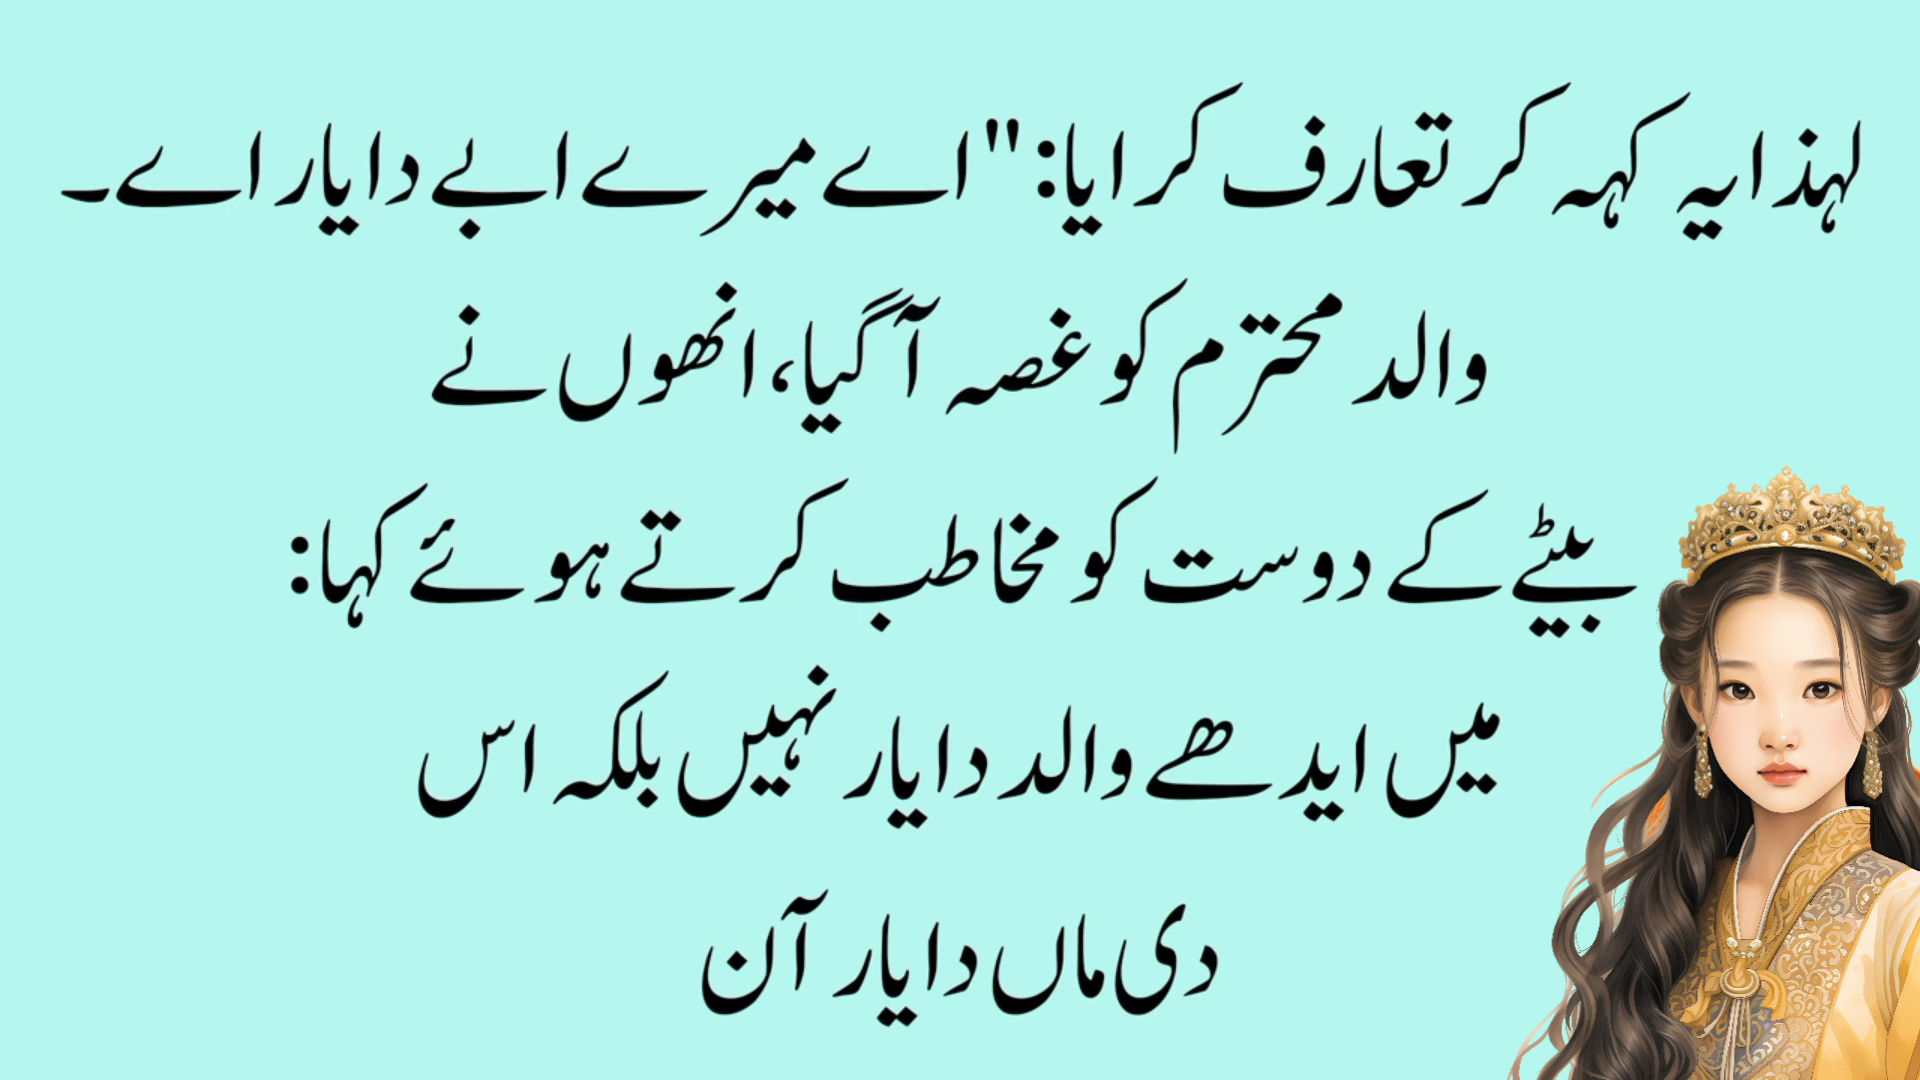 لہذا یہ کہہ کر تعارف کرایا: "اے میرے ابے دا یار اے۔
والد محترم کو غصہ آگیا، انھوں نے
بیٹے کے دوست کو مخاطب کرتے ہوئے کہا:
میں ایدھے والد دا یار نہیں بلکہ اس
دی ماں دا یار آن